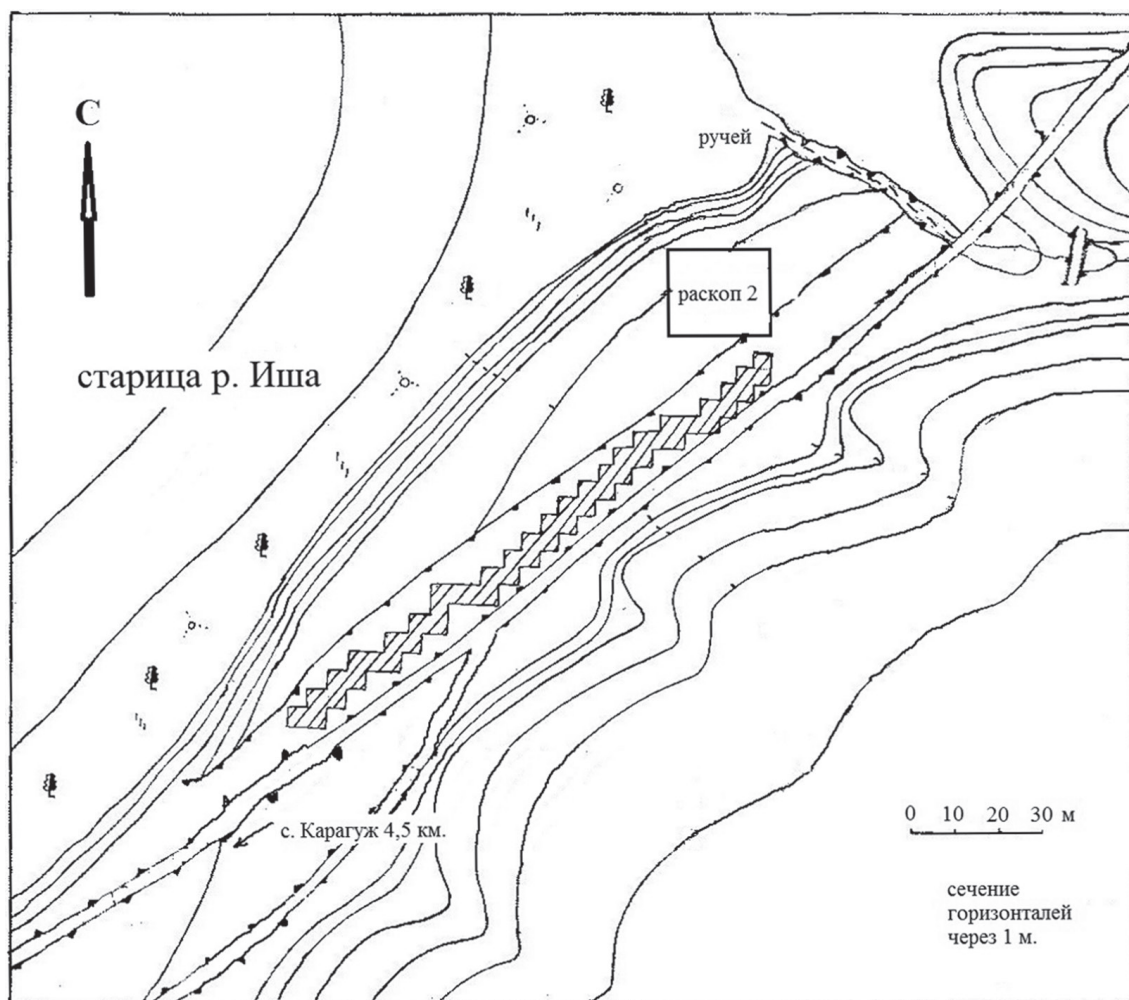 С
ручей
раскоп 2
старица р. Иша
с. Карагуж 4,5 км.
0 10 20 30 м
сечение
горизонталей
через 1 м.